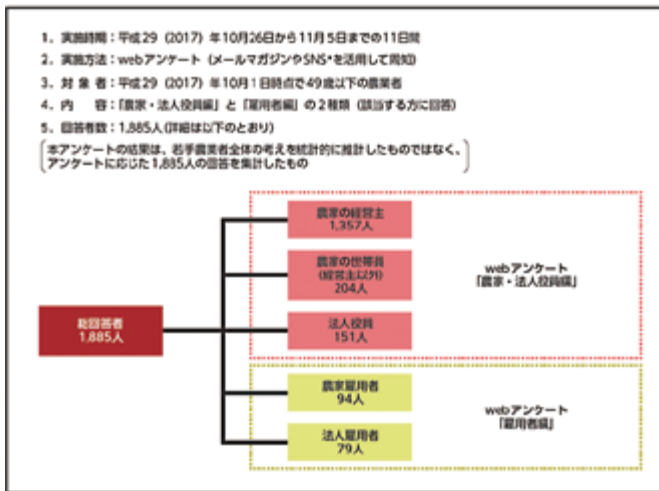 1. 実施時期：平成29（2017）年10月26日から11月5日までの11日間
2. 実施方法：webアンケート（メールマガジンやSNS*を活用して周知）
3. 対 象 者：平成29（2017）年10月1日時点で49歳以下の農業者
4. 内　　容：「農家・法人役員編」と「雇用者編」の2種類（該当する方に回答）
5. 回答者数：1,885人（詳細は以下のとおり）
（本アンケートの結果は、若手農業者全体の考えを統計的に推計したものではなく、
アンケートに応じた1,885人の回答を集計したもの）
農家の経営主
1,357人
農家の世帯員
（経営主以外）
204人
法人役員
151人
webアンケート
「農家・法人役員編」
総回答者
1,885人
農家雇用者
94人
法人雇用者
79人
webアンケート
「雇用者編」